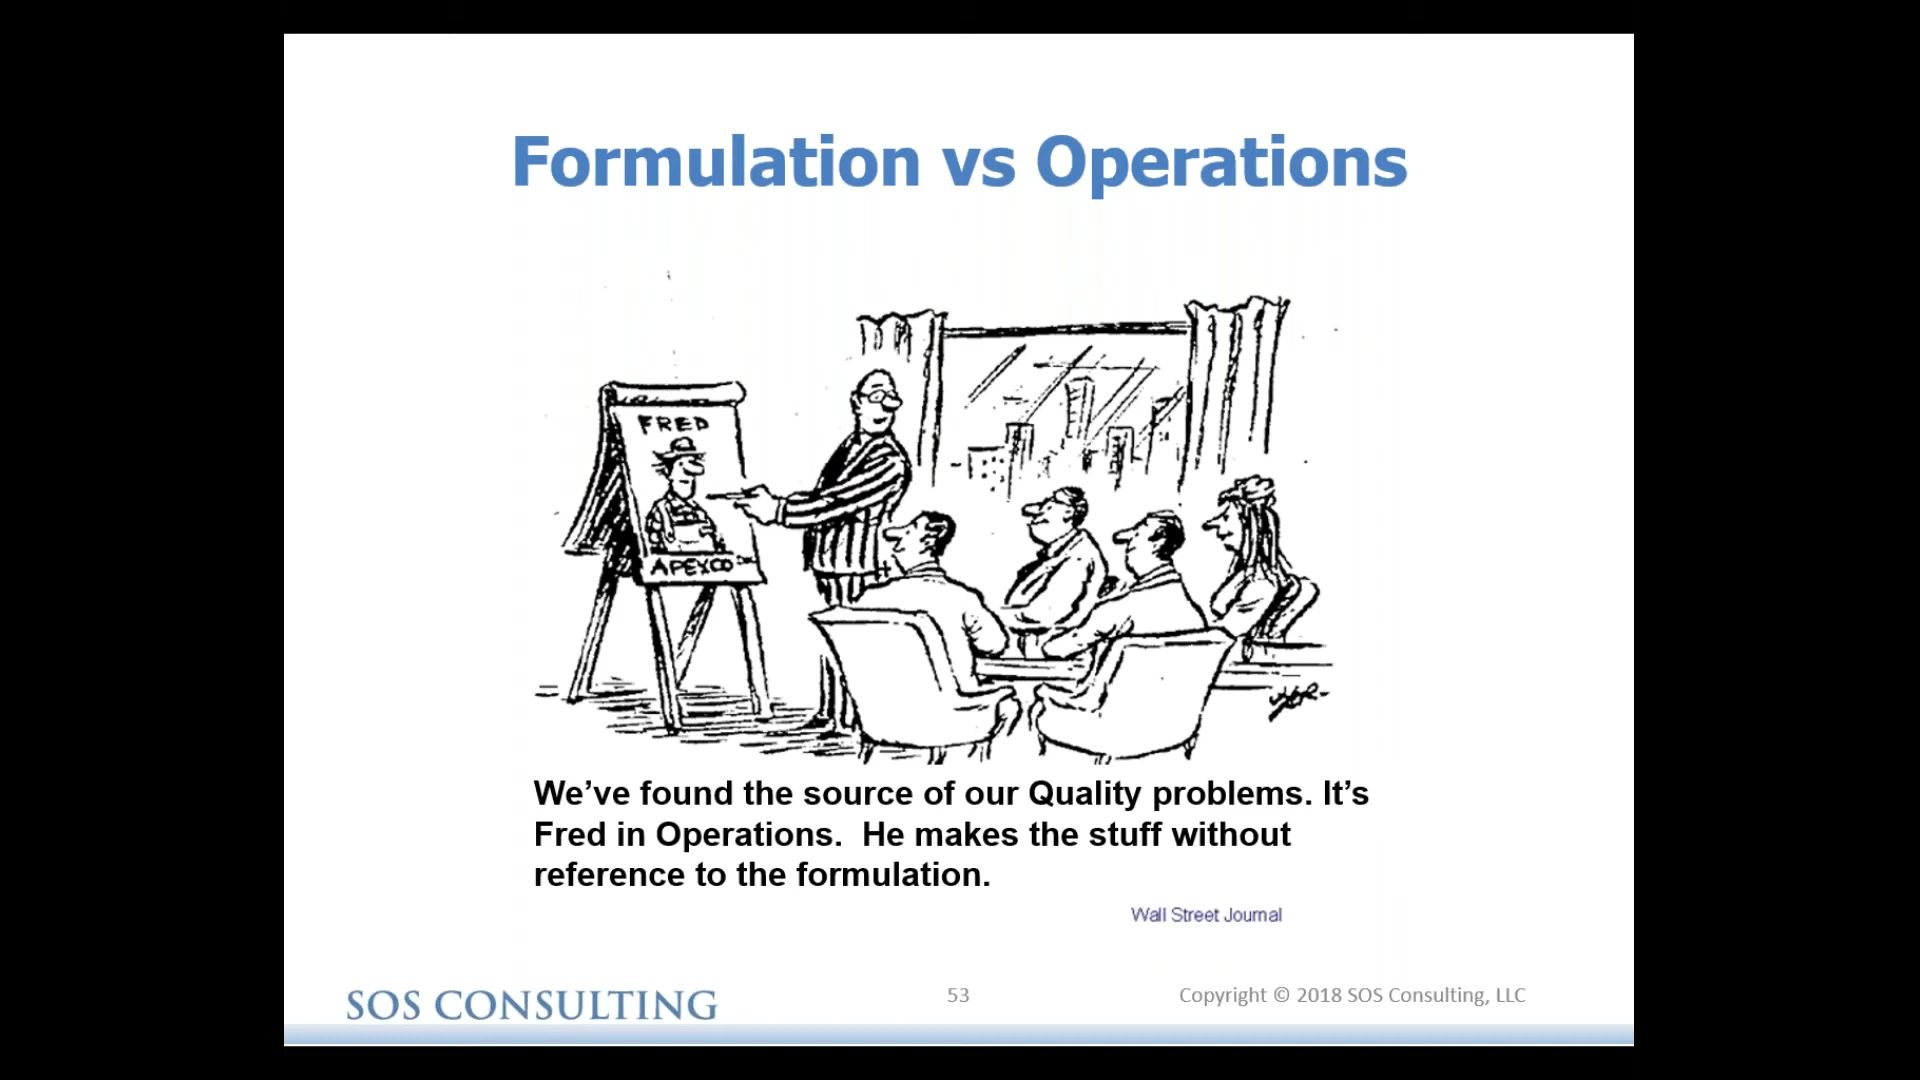 Formulation vs Operations
FRED
APEXCO
We’ve found the source of our Quality problems. It’s
Fred in Operations.  He makes the stuff without
reference to the formulation.
Wall Street Journal
SOS CONSULTING
53
Copyright © 2018 SOS Consulting, LLC